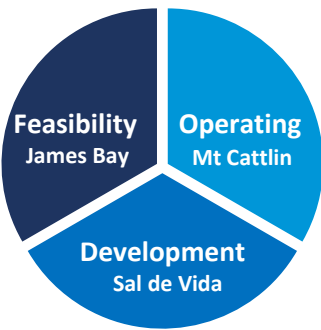 Feasibility
James Bay
Operating
Mt Cattlin
Development
Sal de Vida